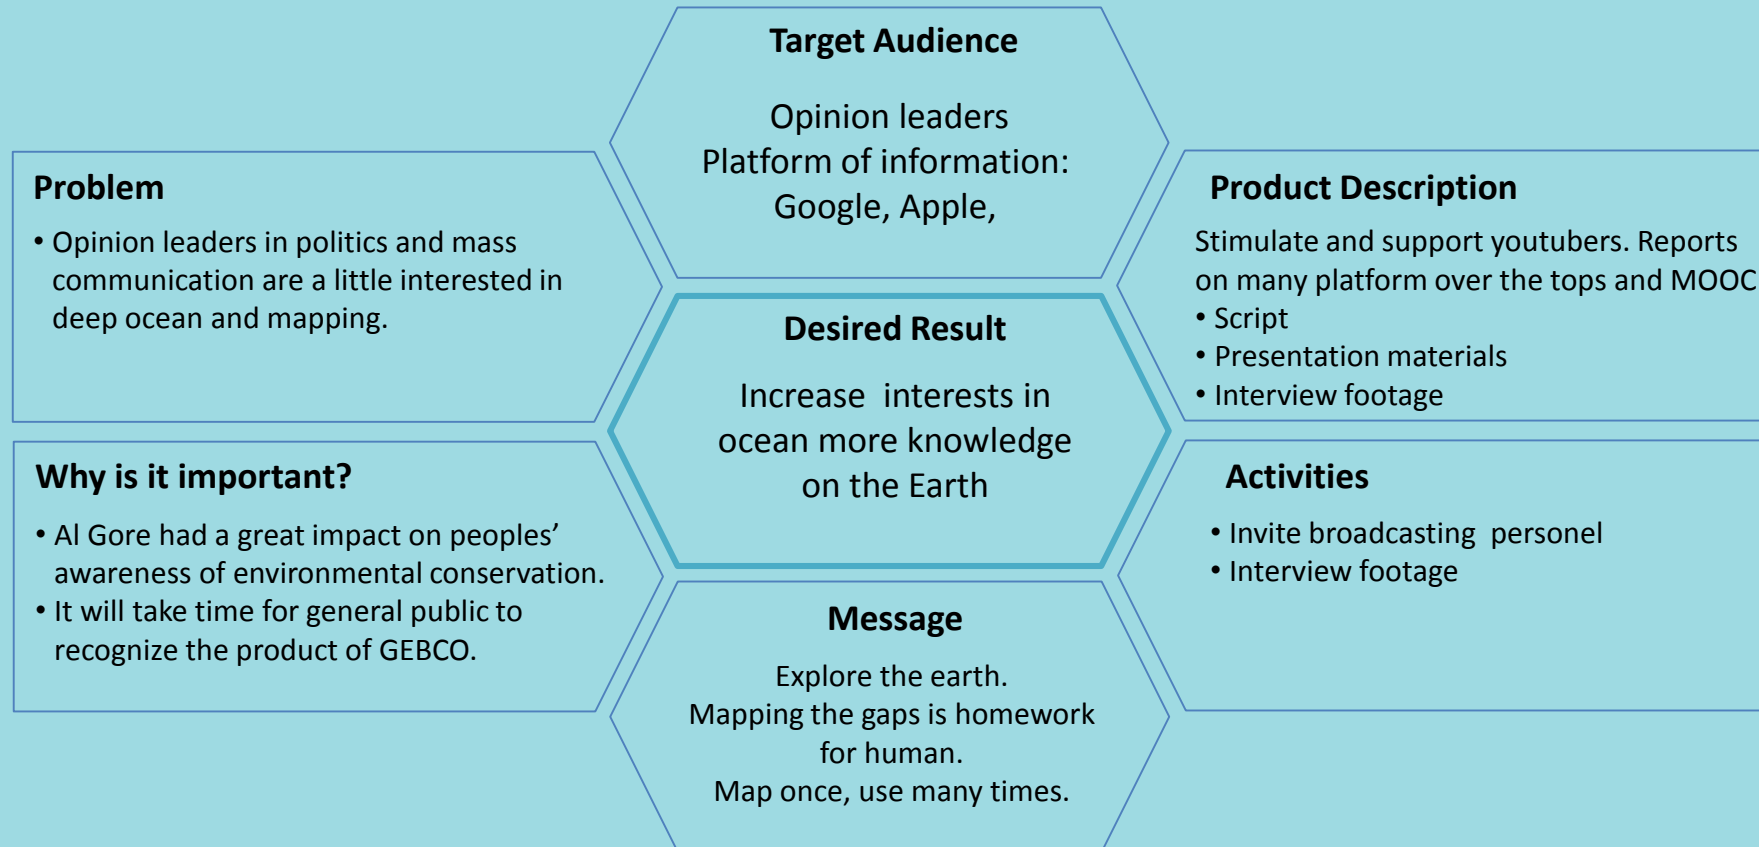 Target Audience
Opinion leaders
Platform of information:
Google, Apple,
Problem
• Opinion leaders in politics and mass
communication are a little interested in
deep ocean and mapping.
Product Description
Stimulate and support youtubers. Reports
on many platform over the tops and MOOC
• Script
• Presentation materials
• Interview footage
Desired Result
Increase interests in
ocean more knowledge
on the Earth
Why is it important?
• Al Gore had a great impact on peoples’
awareness of environmental conservation.
• It will take time for general public to
recognize the product of GEBCO.
Activities
• Invite broadcasting personel
• Interview footage
Message
Explore the earth.
Mapping the gaps is homework
for human.
Map once, use many times.